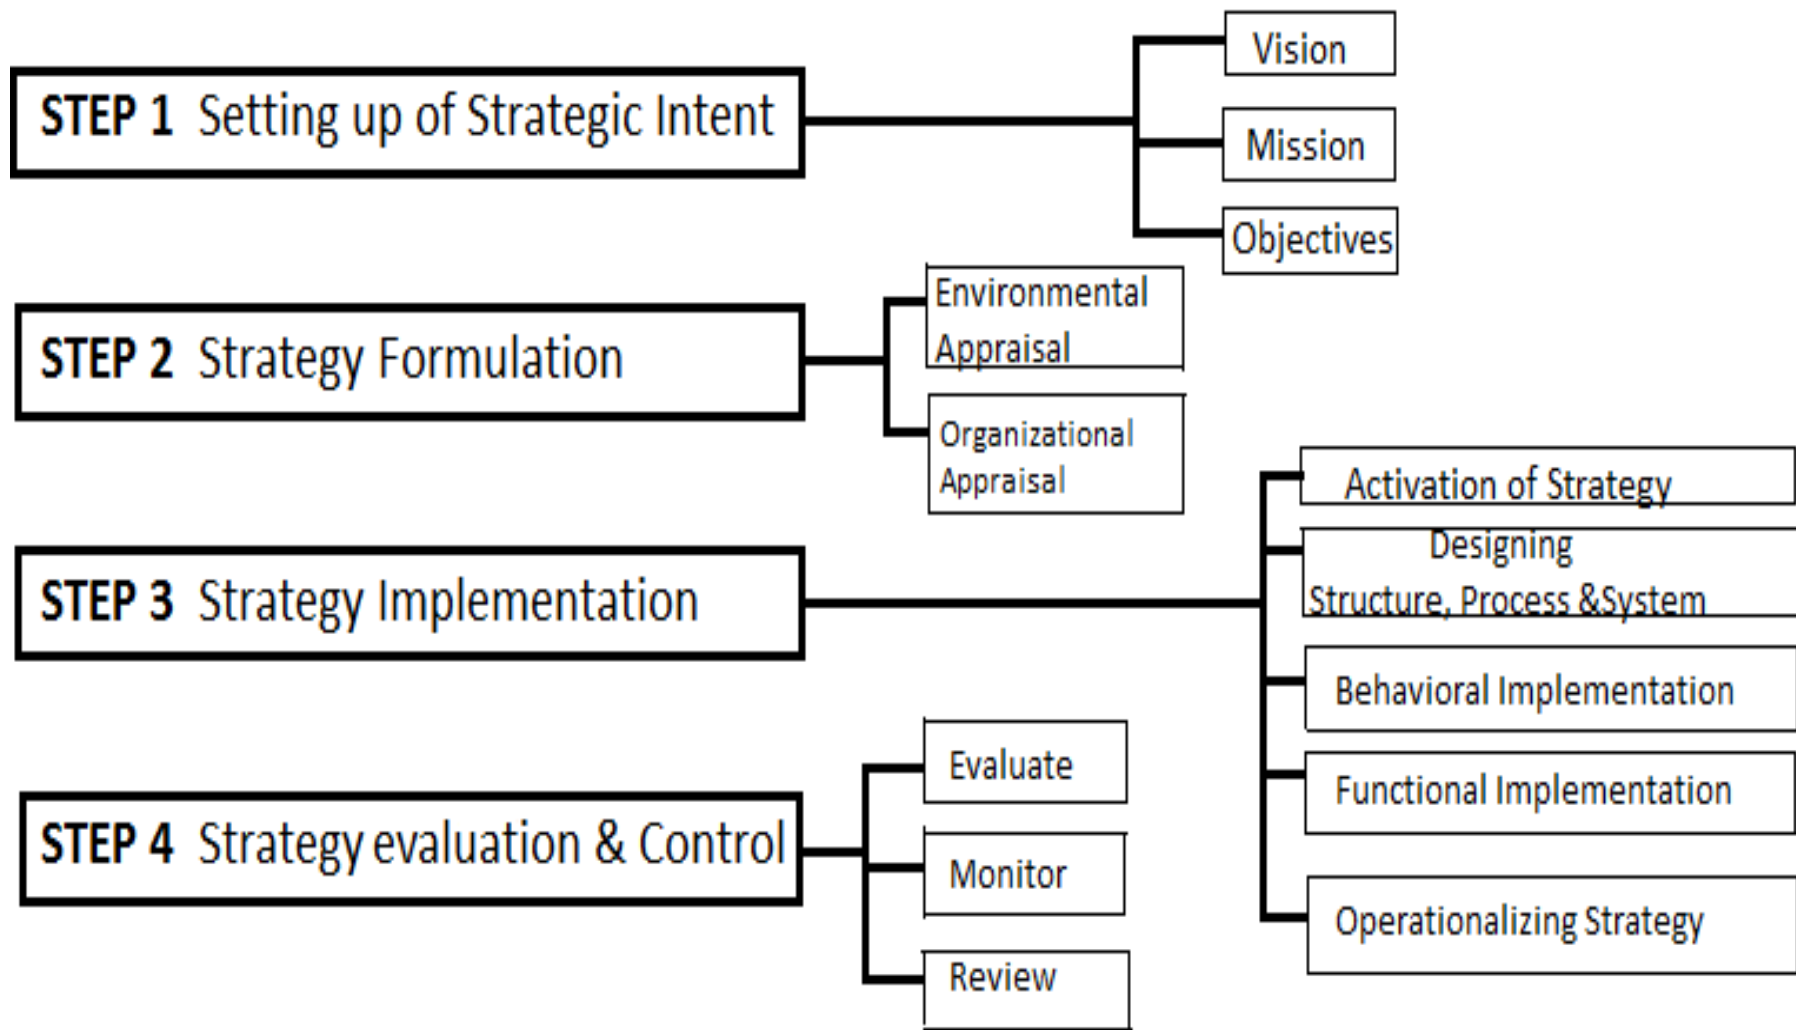 STEP 1 Setting up of Strategic Intent
Vision
Mission
Objectives
STEP 2 Strategy Formulation
Environmental
Appraisal
Organizational
Appraisal
STEP 3 Strategy Implementation
Activation of Strategy
Designing
Structure, Process &System
Behavioral Implementation
Functional Implementation
Operationalizing Strategy
STEP 4 Strategy evaluation & Control
Evaluate
Monitor
Review